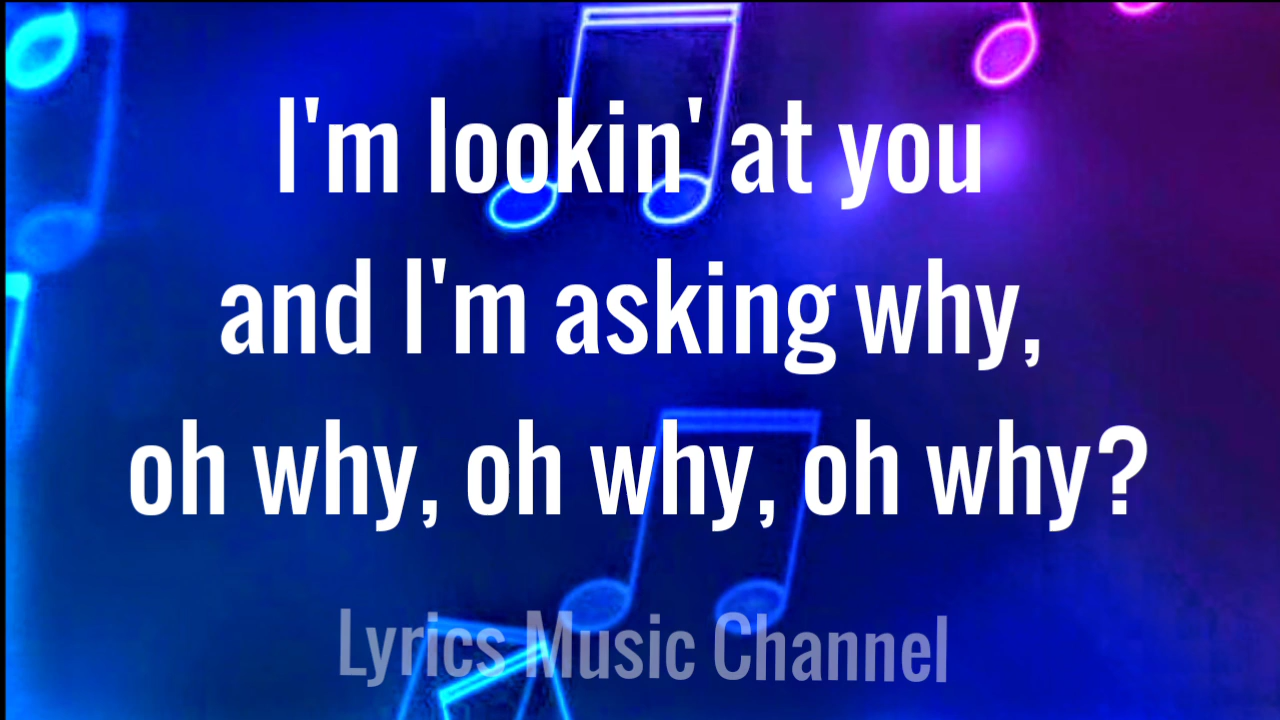 I'm lookin' at you
and I'm asking why,
oh why, oh why, oh why?
Lyrics Music Channel